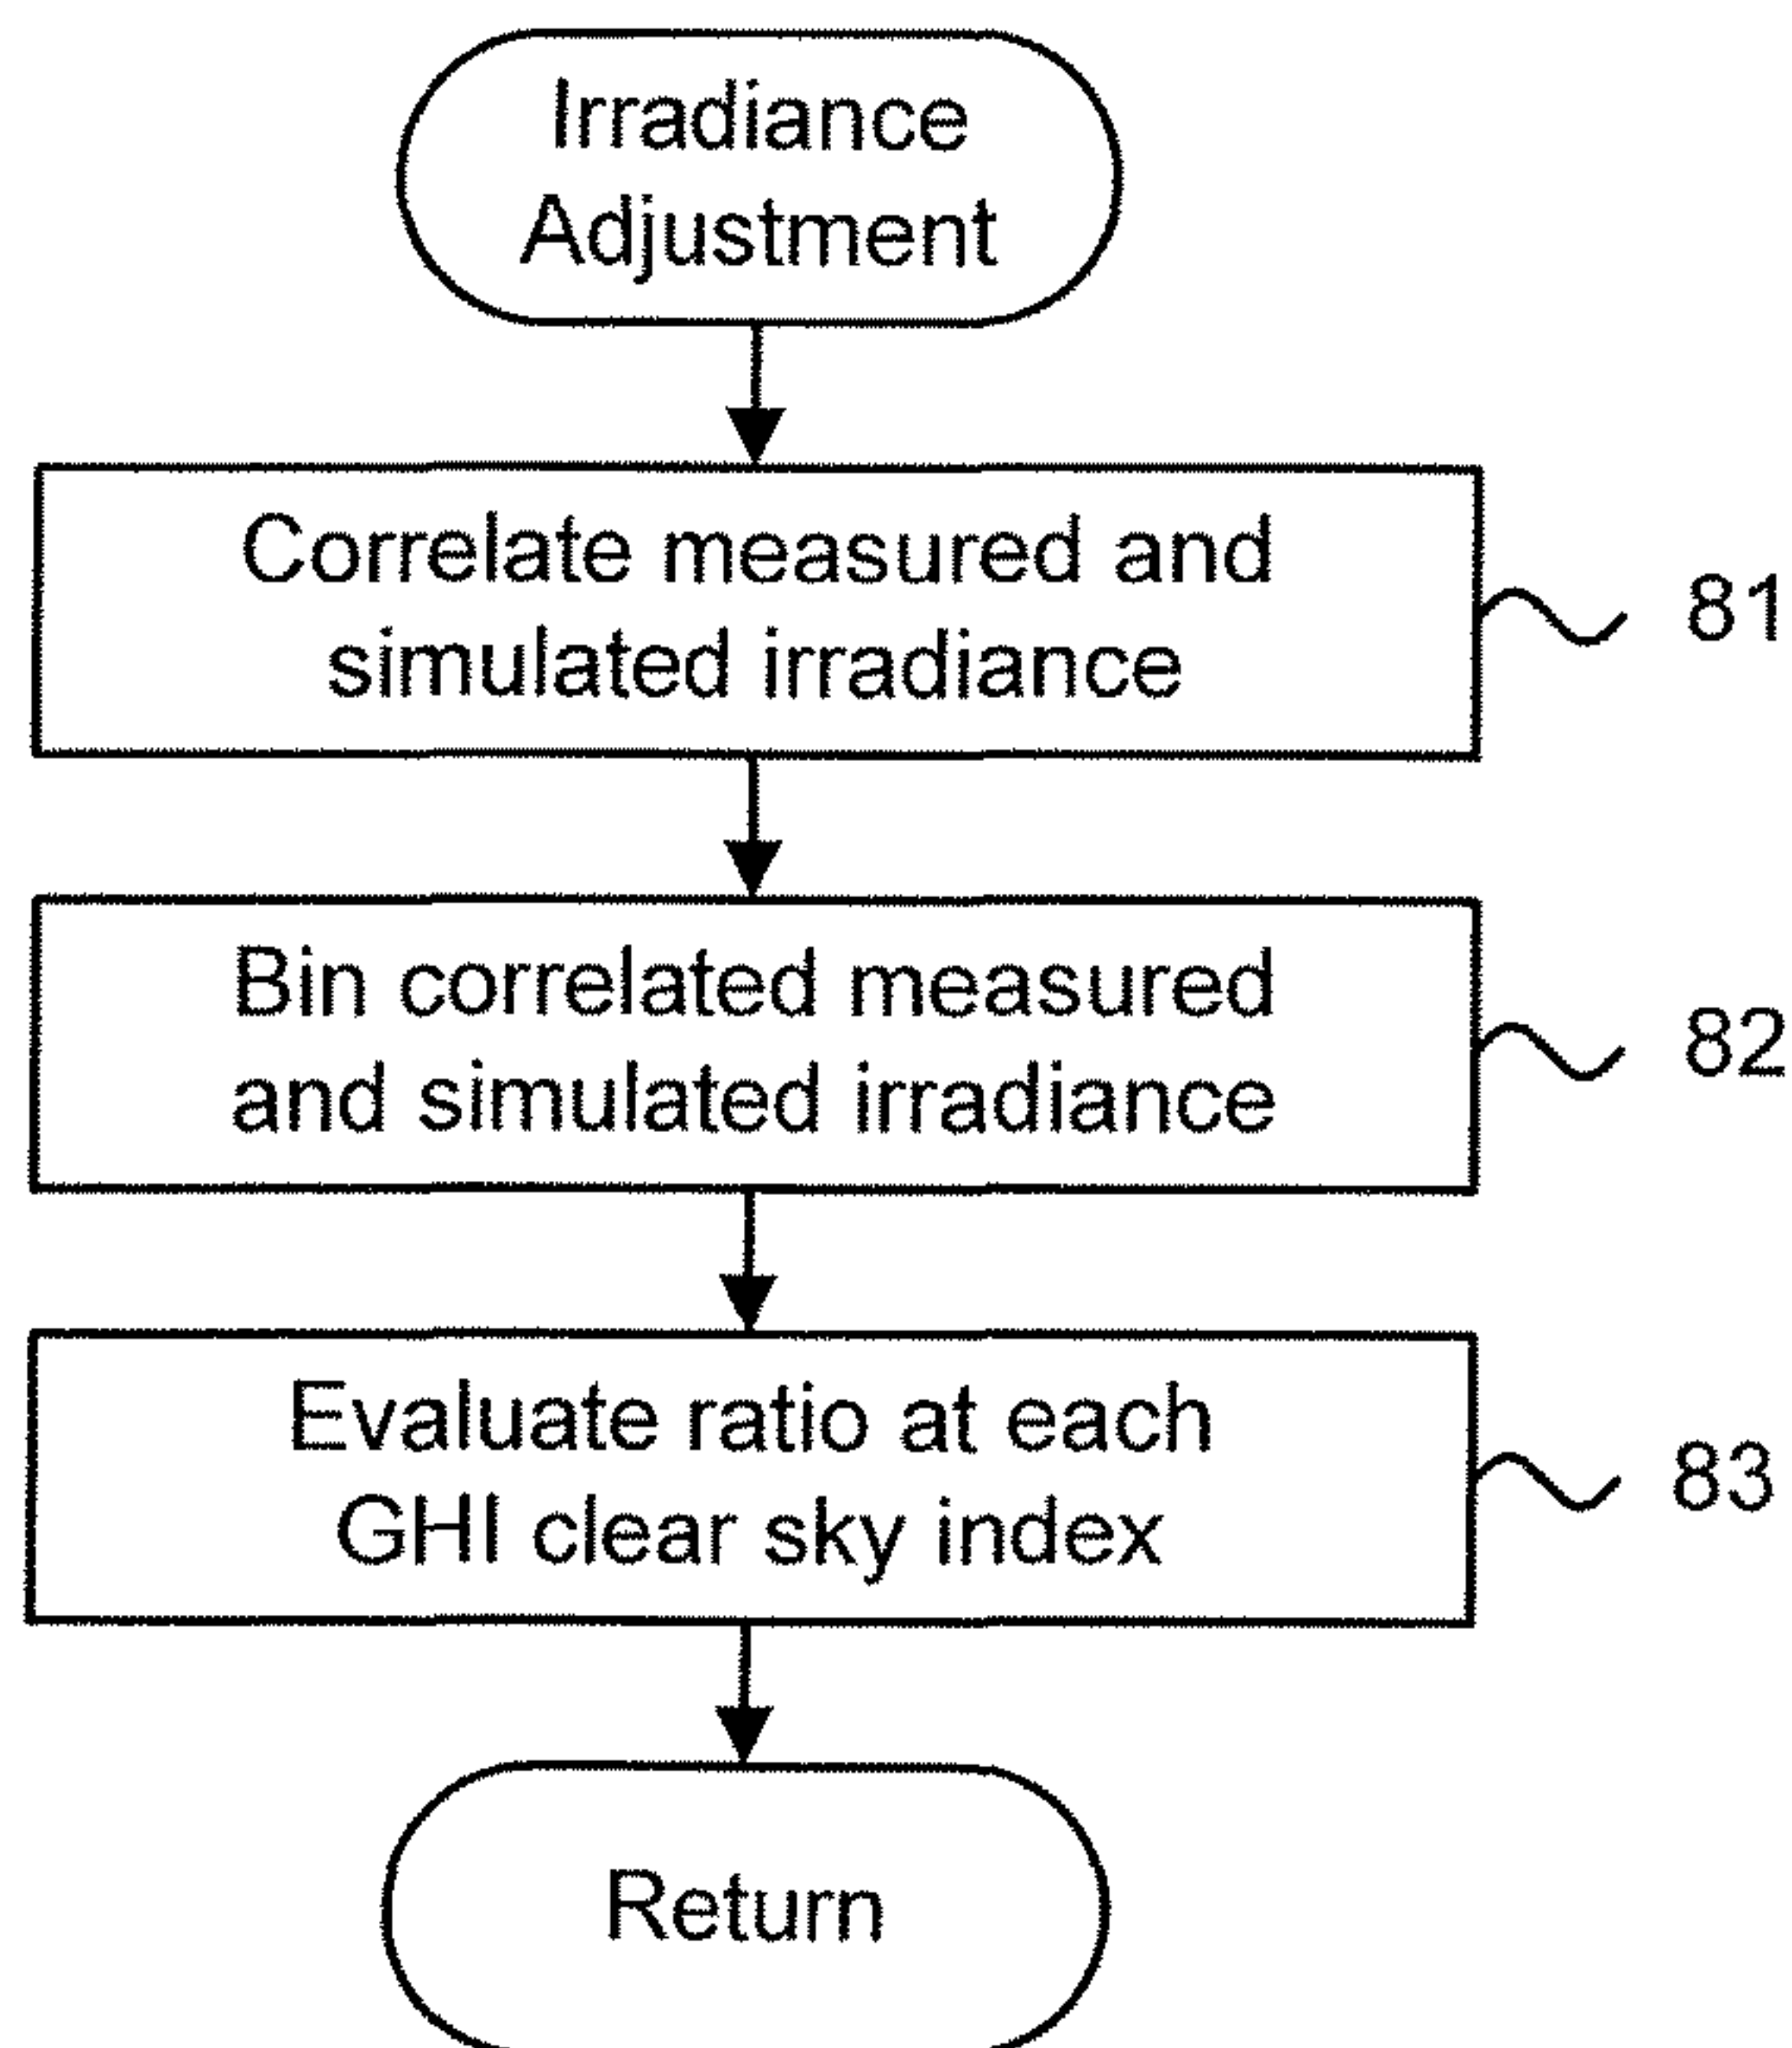 Irradiance
Adjustment
Correlate measured and
simulated irradiance
81
Bin correlated measured
and simulated irradiance
82
Evaluate ratio at each
GHI clear sky index
83
Return